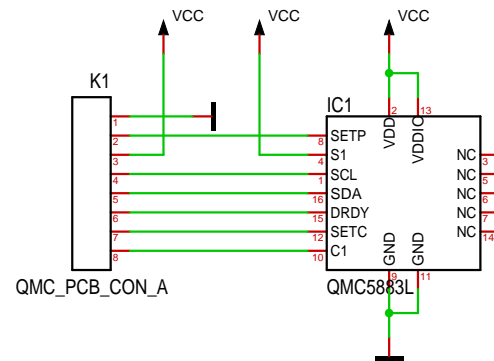 VCC
VCC
VCC
K1
IC1
1
2
3
4
5
6
7
8
QMC_PCB_CON_A
2
13
VDD
VDDIO
8
SETP
4
S1
1
SCL
16
SDA
15
DRDY
12
SETC
10
C1
NC
3
NC
5
NC
6
NC
7
NC
14
GND
GND
9
11
QMC5883L